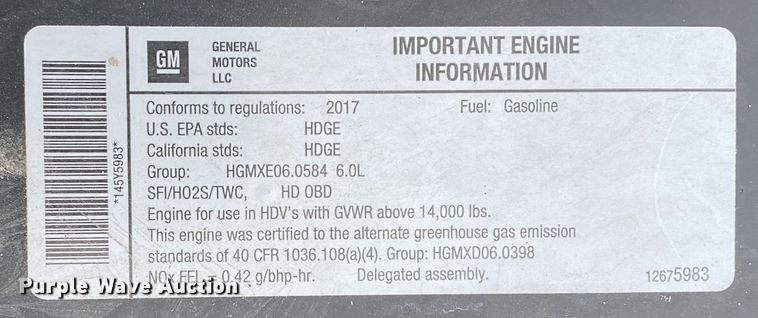 GM
GENERAL
MOTORS
LLC
IMPORTANT ENGINE
INFORMATION
Conforms to regulations: 2017 Fuel: Gasoline
U.S. EPA stds: HDGE
California stds: HDGE
Group: HGMXE06.0584 6.0L
SFI/HO2S/TWC, HD OBD
Engine for use in HDV's with GVWR above 14,000 lbs.
This engine was certified to the alternate greenhouse gas emission
standards of 40 CFR 1036.108(a)(4). Group: HGMXD06.0398
NOx FEL = 0.42 g/bhp-hr. Delegated assembly. 12675983
*145Y5983*
Purple Wave Auction